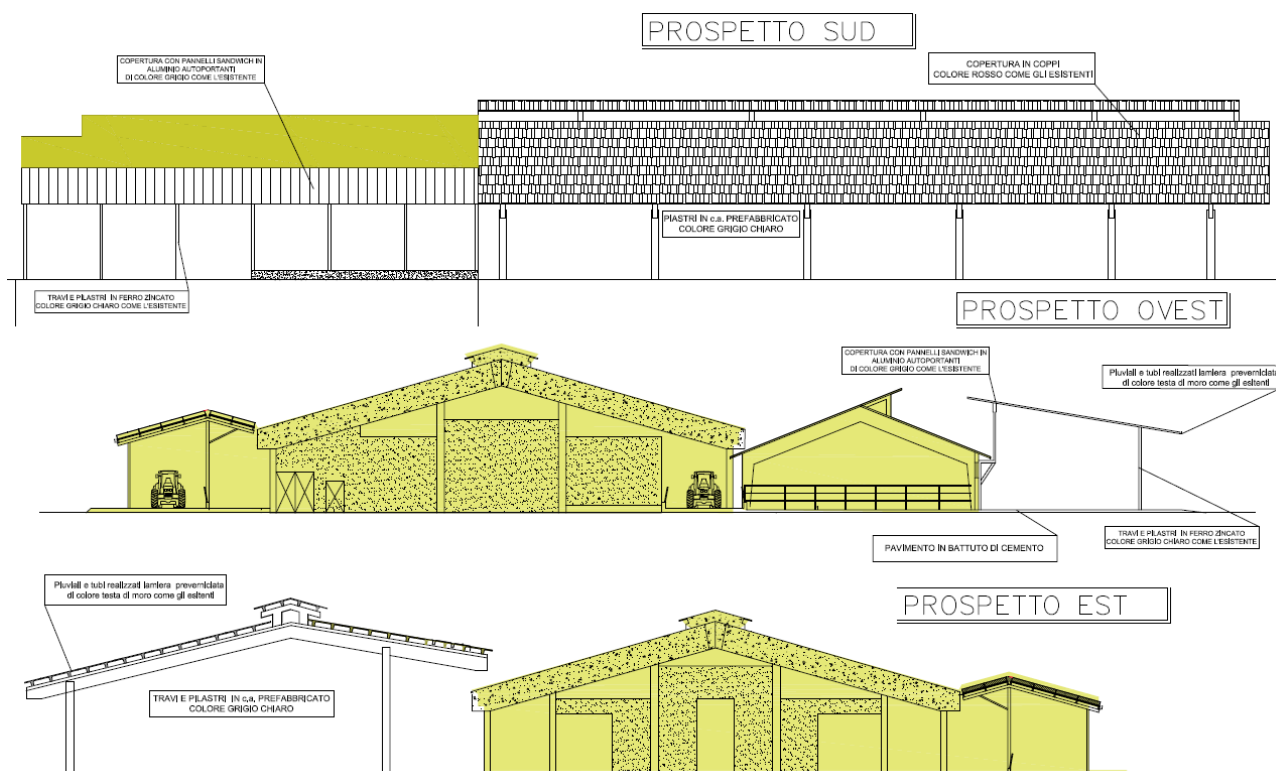 PROSPETTO SUD
COPERTURA CON PANNELLI SANDWICH IN
ALLUMINIO AUTOPORTANTI
DI COLORE GRIGIO COME L'ESISTENTE
COPERTURA IN COPPI
COLORE ROSSO COME GLI ESISTENTI
PIASTRI IN c.a. PREFABBRICATO
COLORE GRIGIO CHIARO
TRAVI E PILASTRI IN FERRO ZINCATO
COLORE GRIGIO CHIARO COME L'ESISTENTE
PROSPETTO OVEST
COPERTURA CON PANNELLI SANDWICH IN
ALLUMINIO AUTOPORTANTI
DI COLORE GRIGIO COME L'ESISTENTE
Pluviali e tubi realizzati lamiera preverniciata
di colore testa di moro come gli esitenti
PAVIMENTO IN BATTUTO DI CEMENTO
TRAVI E PILASTRI IN FERRO ZINCATO
COLORE GRIGIO CHIARO COME L'ESISTENTE
Pluviali e tubi realizzati lamiera preverniciata
di colore testa di moro come gli esitenti
PROSPETTO EST
TRAVI E PILASTRI IN c.a. PREFABBRICATO
COLORE GRIGIO CHIARO